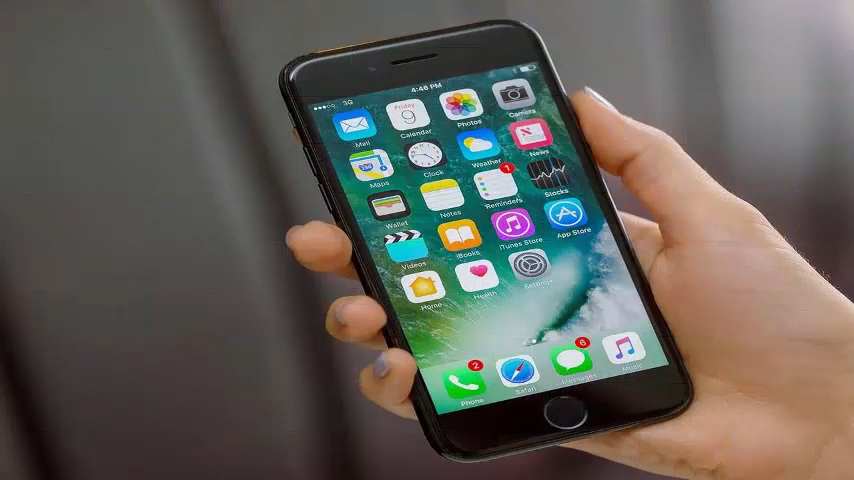 3G 4:46 PM
Mail Friday 9 Calendar Photos Camera
Maps Clock Weather News
Wallet Notes 1 Reminders Stocks
Videos iBooks iTunes Store App Store
Home Health Settings
2 Phone Safari 6 Messages Music